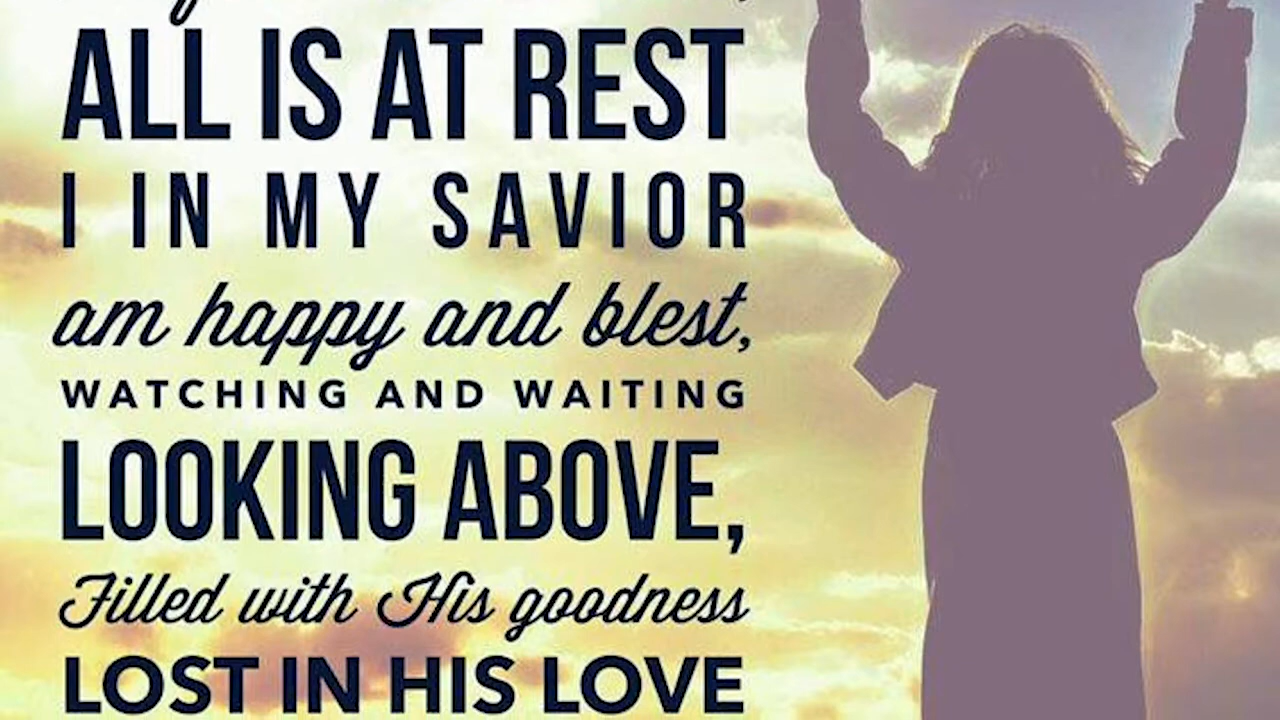 ALL IS AT REST
I IN MY SAVIOR
am happy and blest,
WATCHING AND WAITING
LOOKING ABOVE,
Filled with His goodness
LOST IN HIS LOVE